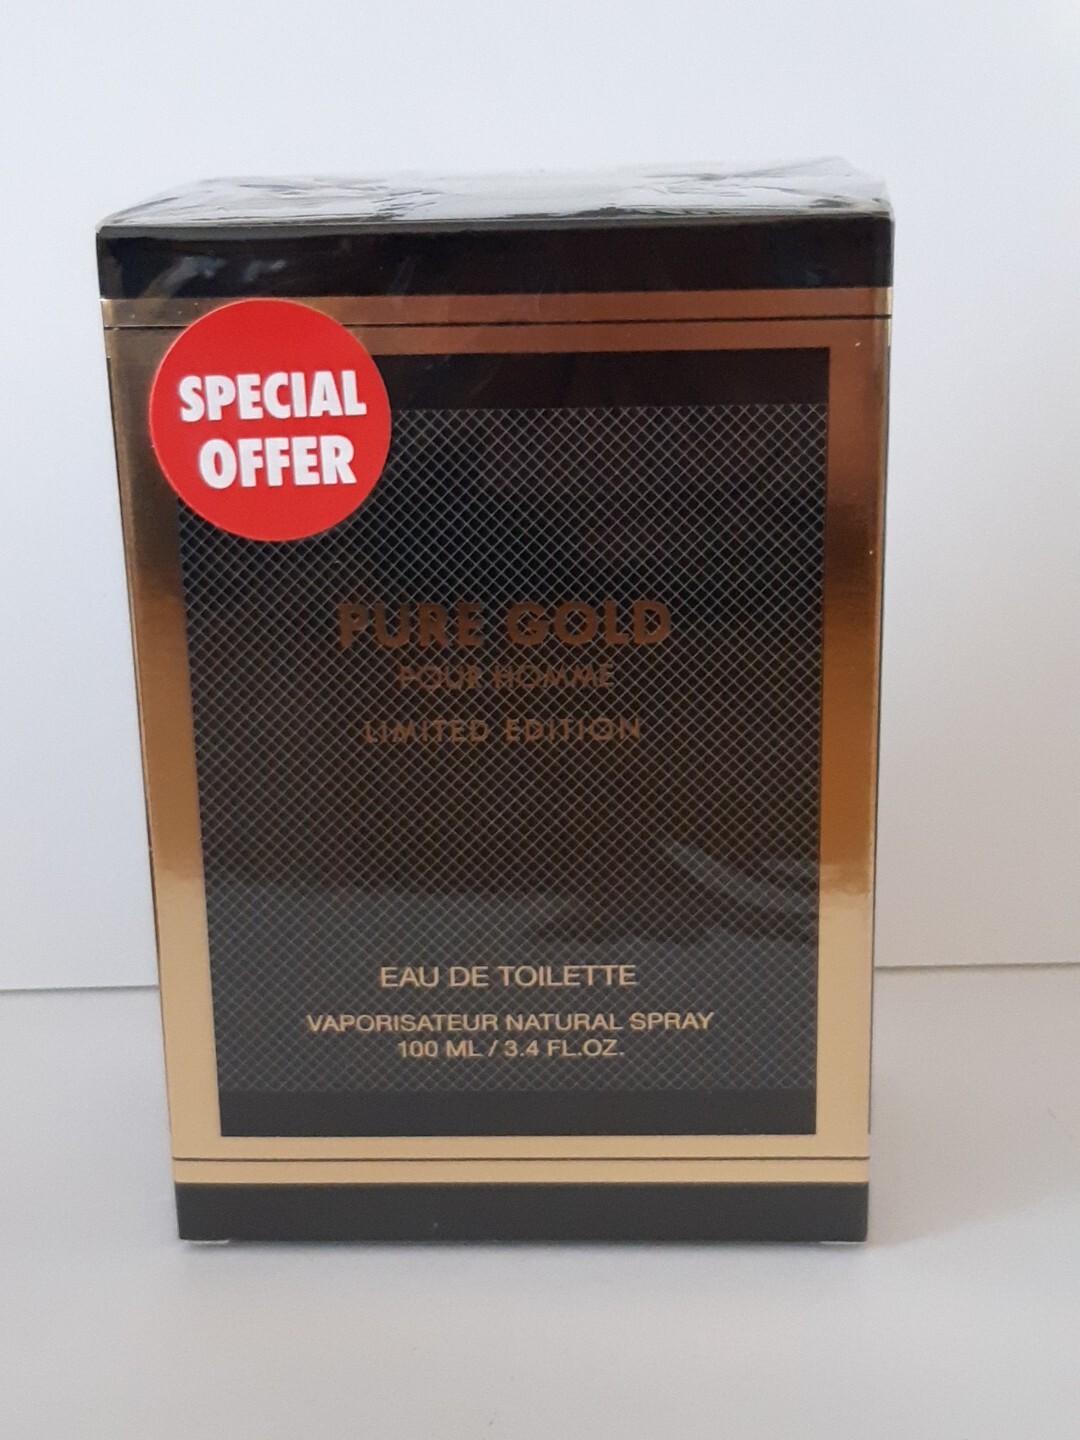 SPECIAL
OFFER
PURE GOLD
POUR HOMME
LIMITED EDITION
EAU DE TOILETTE
VAPORISATEUR NATURAL SPRAY
100 ML / 3.4 FL.OZ.